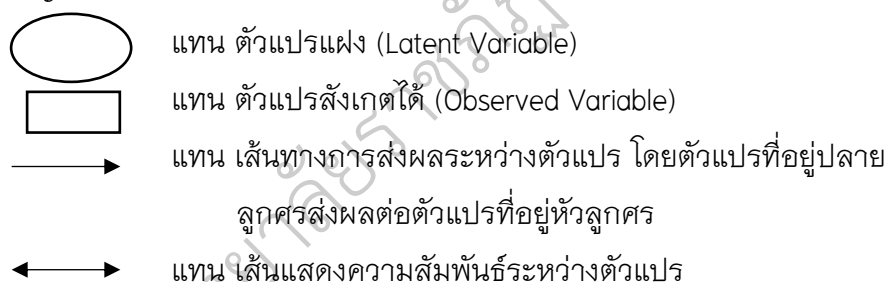 แทน ตัวแปรแฝง (Latent Variable)
แทน ตัวแปรสังเกตได้ (Observed Variable)
แทน เส้นทางการส่งผลระหว่างตัวแปร โดยตัวแปรที่อยู่ปลาย
ลูกศรส่งผลต่อตัวแปรที่อยู่หัวลูกศร
แทน เส้นแสดงความสัมพันธ์ระหว่างตัวแปร